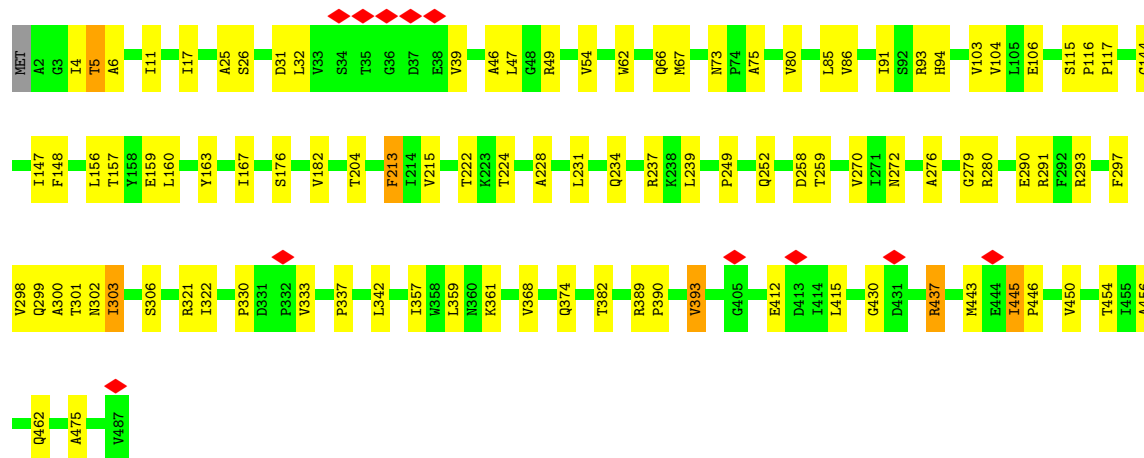 MET A2 G3 I4 T5 A6 I11 I17 A25 S26 D31 L32 V33 S34 T35 G36 D37 E38 V39 A46 L47 G48 R49 V54 W62 Q66 M67 N73 P74 A75 V80 L85 V86 I91 S92 R93 H94 V103 V104 L105 E106 S115 P116 P117
I147 F148 L156 T157 Y158 E159 L160 Y163 I167 S176 V182 T204 F213 I214 V215 T222 K223 T224 A228 L231 Q234 R237 K238 L239 P249 Q252 D258 T259 V270 I271 N272 A276 G279 R280 E290 R291 F292 R293 F297
V298 Q299 A300 T301 N302 I303 S306 R321 I322 P330 D331 P332 V333 P337 L342 I357 W358 L359 N360 K361 V368 Q374 T382 R389 P390 V393 G405 E412 D413 I414 L415 G430 D431 R437 M443 E444 I445 P446 V450 T454 I455
Q462 A475 V487